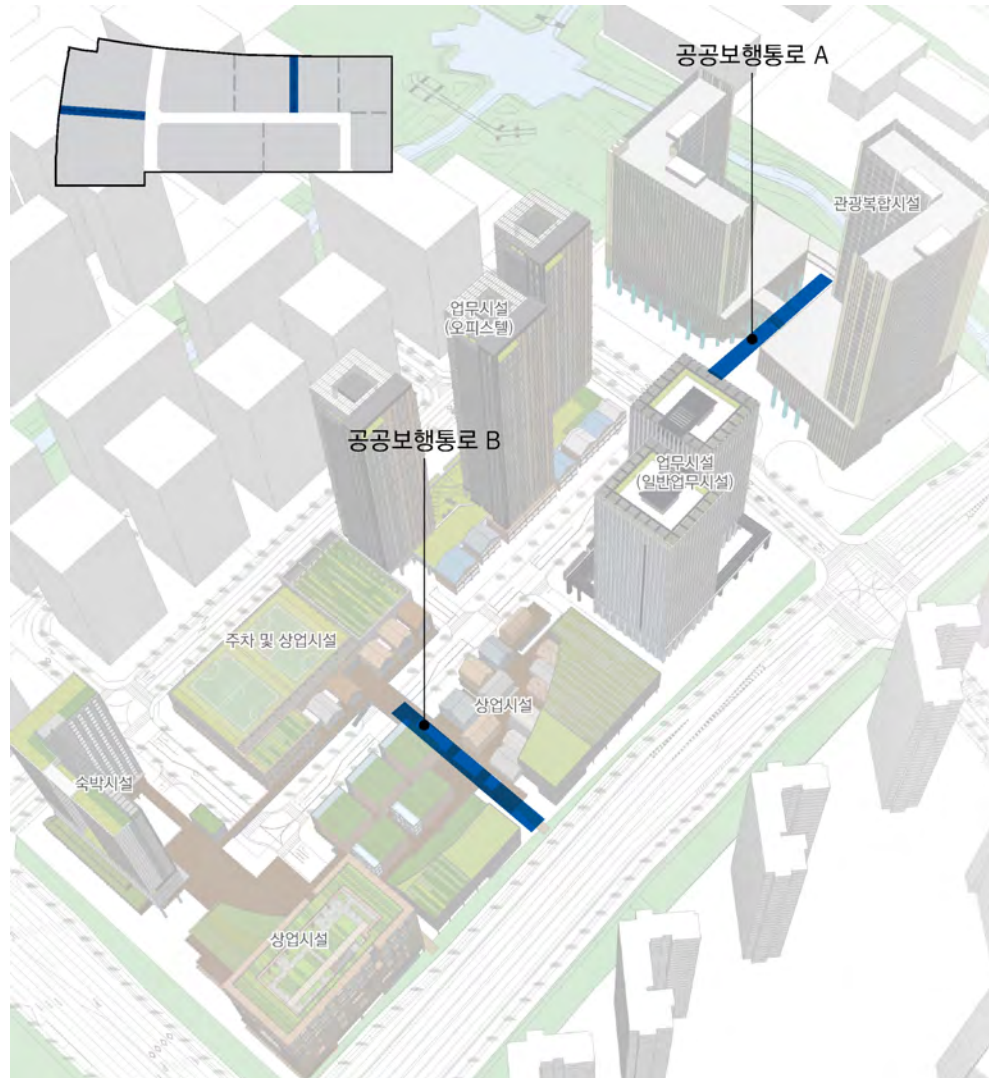 공공보행통로 A
관광복합시설
업무시설
(오피스텔)
공공보행통로 B
업무시설
(일반업무시설)
주차 및 상업시설
상업시설
숙박시설
상업시설